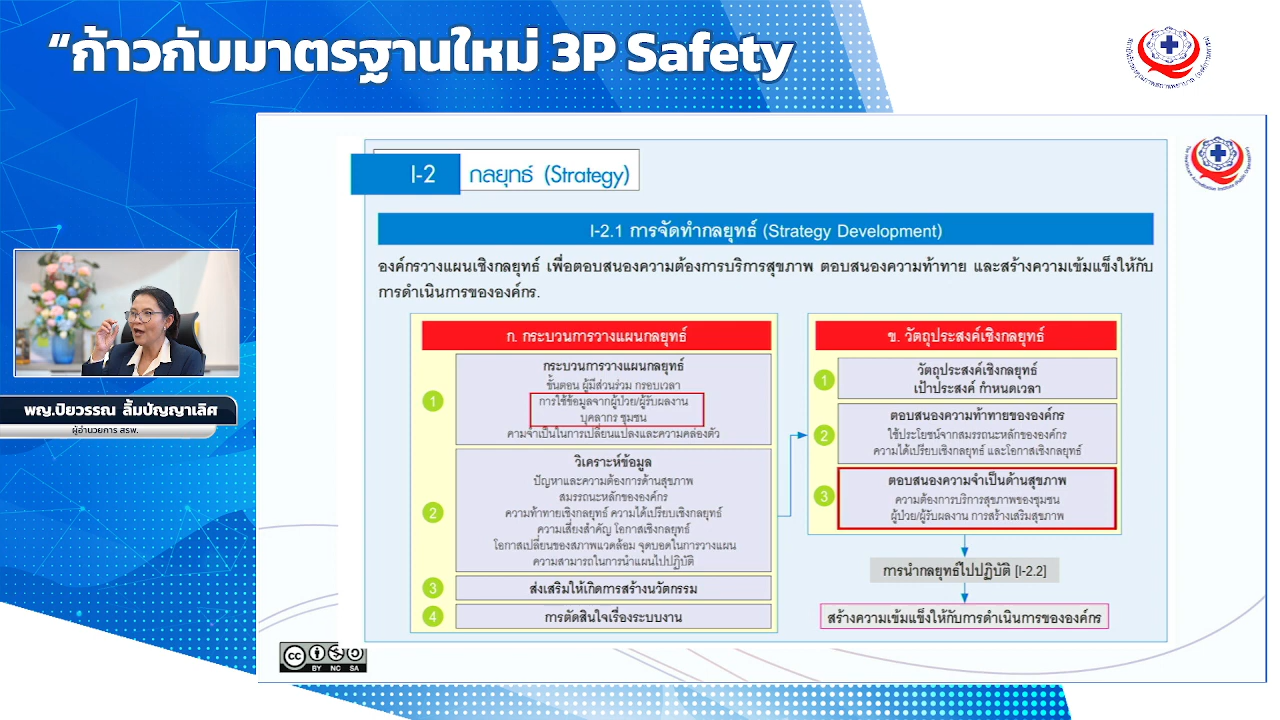 “ก้าวกับมาตรฐานใหม่ 3P Safety
I-2 กลยุทธ์ (Strategy)
I-2.1 การจัดทำกลยุทธ์ (Strategy Development)
องค์กรวางแผนเชิงกลยุทธ์ เพื่อตอบสนองความต้องการบริการสุขภาพ ตอบสนองความท้าทาย และสร้างความเข้มแข็งให้กับ
การดำเนินการขององค์กร.
ก. กระบวนการวางแผนกลยุทธ์
1
กระบวนการวางแผนกลยุทธ์
ขั้นตอน ผู้มีส่วนร่วม กรอบเวลา
การใช้ข้อมูลจากผู้ป่วย/ผู้รับผลงาน
บุคลากร ชุมชน
คามจำเป็นในการเปลี่ยนแปลงและความคล่องตัว
2
วิเคราะห์ข้อมูล
ปัญหาและความต้องการด้านสุขภาพ
สมรรถนะหลักขององค์กร
ความท้าทายเชิงกลยุทธ์ ความได้เปรียบเชิงกลยุทธ์
ความเสี่ยงสำคัญ โอกาสเชิงกลยุทธ์
โอกาสเปลี่ยนของสภาพแวดล้อม จุดบอดในการวางแผน
ความสามารถในการนำแผนไปปฏิบัติ
3 ส่งเสริมให้เกิดการสร้างนวัตกรรม
4 การตัดสินใจเรื่องระบบงาน
ข. วัตถุประสงค์เชิงกลยุทธ์
1
วัตถุประสงค์เชิงกลยุทธ์
เป้าประสงค์ กำหนดเวลา
2
ตอบสนองความท้าทายขององค์กร
ใช้ประโยชน์จากสมรรถนะหลักขององค์กร
ความได้เปรียบเชิงกลยุทธ์ และโอกาสเชิงกลยุทธ์
3
ตอบสนองความจำเป็นด้านสุขภาพ
ความต้องการบริการสุขภาพของชุมชน
ผู้ป่วย/ผู้รับผลงาน การสร้างเสริมสุขภาพ
การนำกลยุทธ์ไปปฏิบัติ [I-2.2]
สร้างความเข้มแข็งให้กับการดำเนินการขององค์กร
พญ.ปิยวรรณ ลิ้มปัญญาเลิศ
ผู้อำนวยการ สรพ.
CC BY NC SA